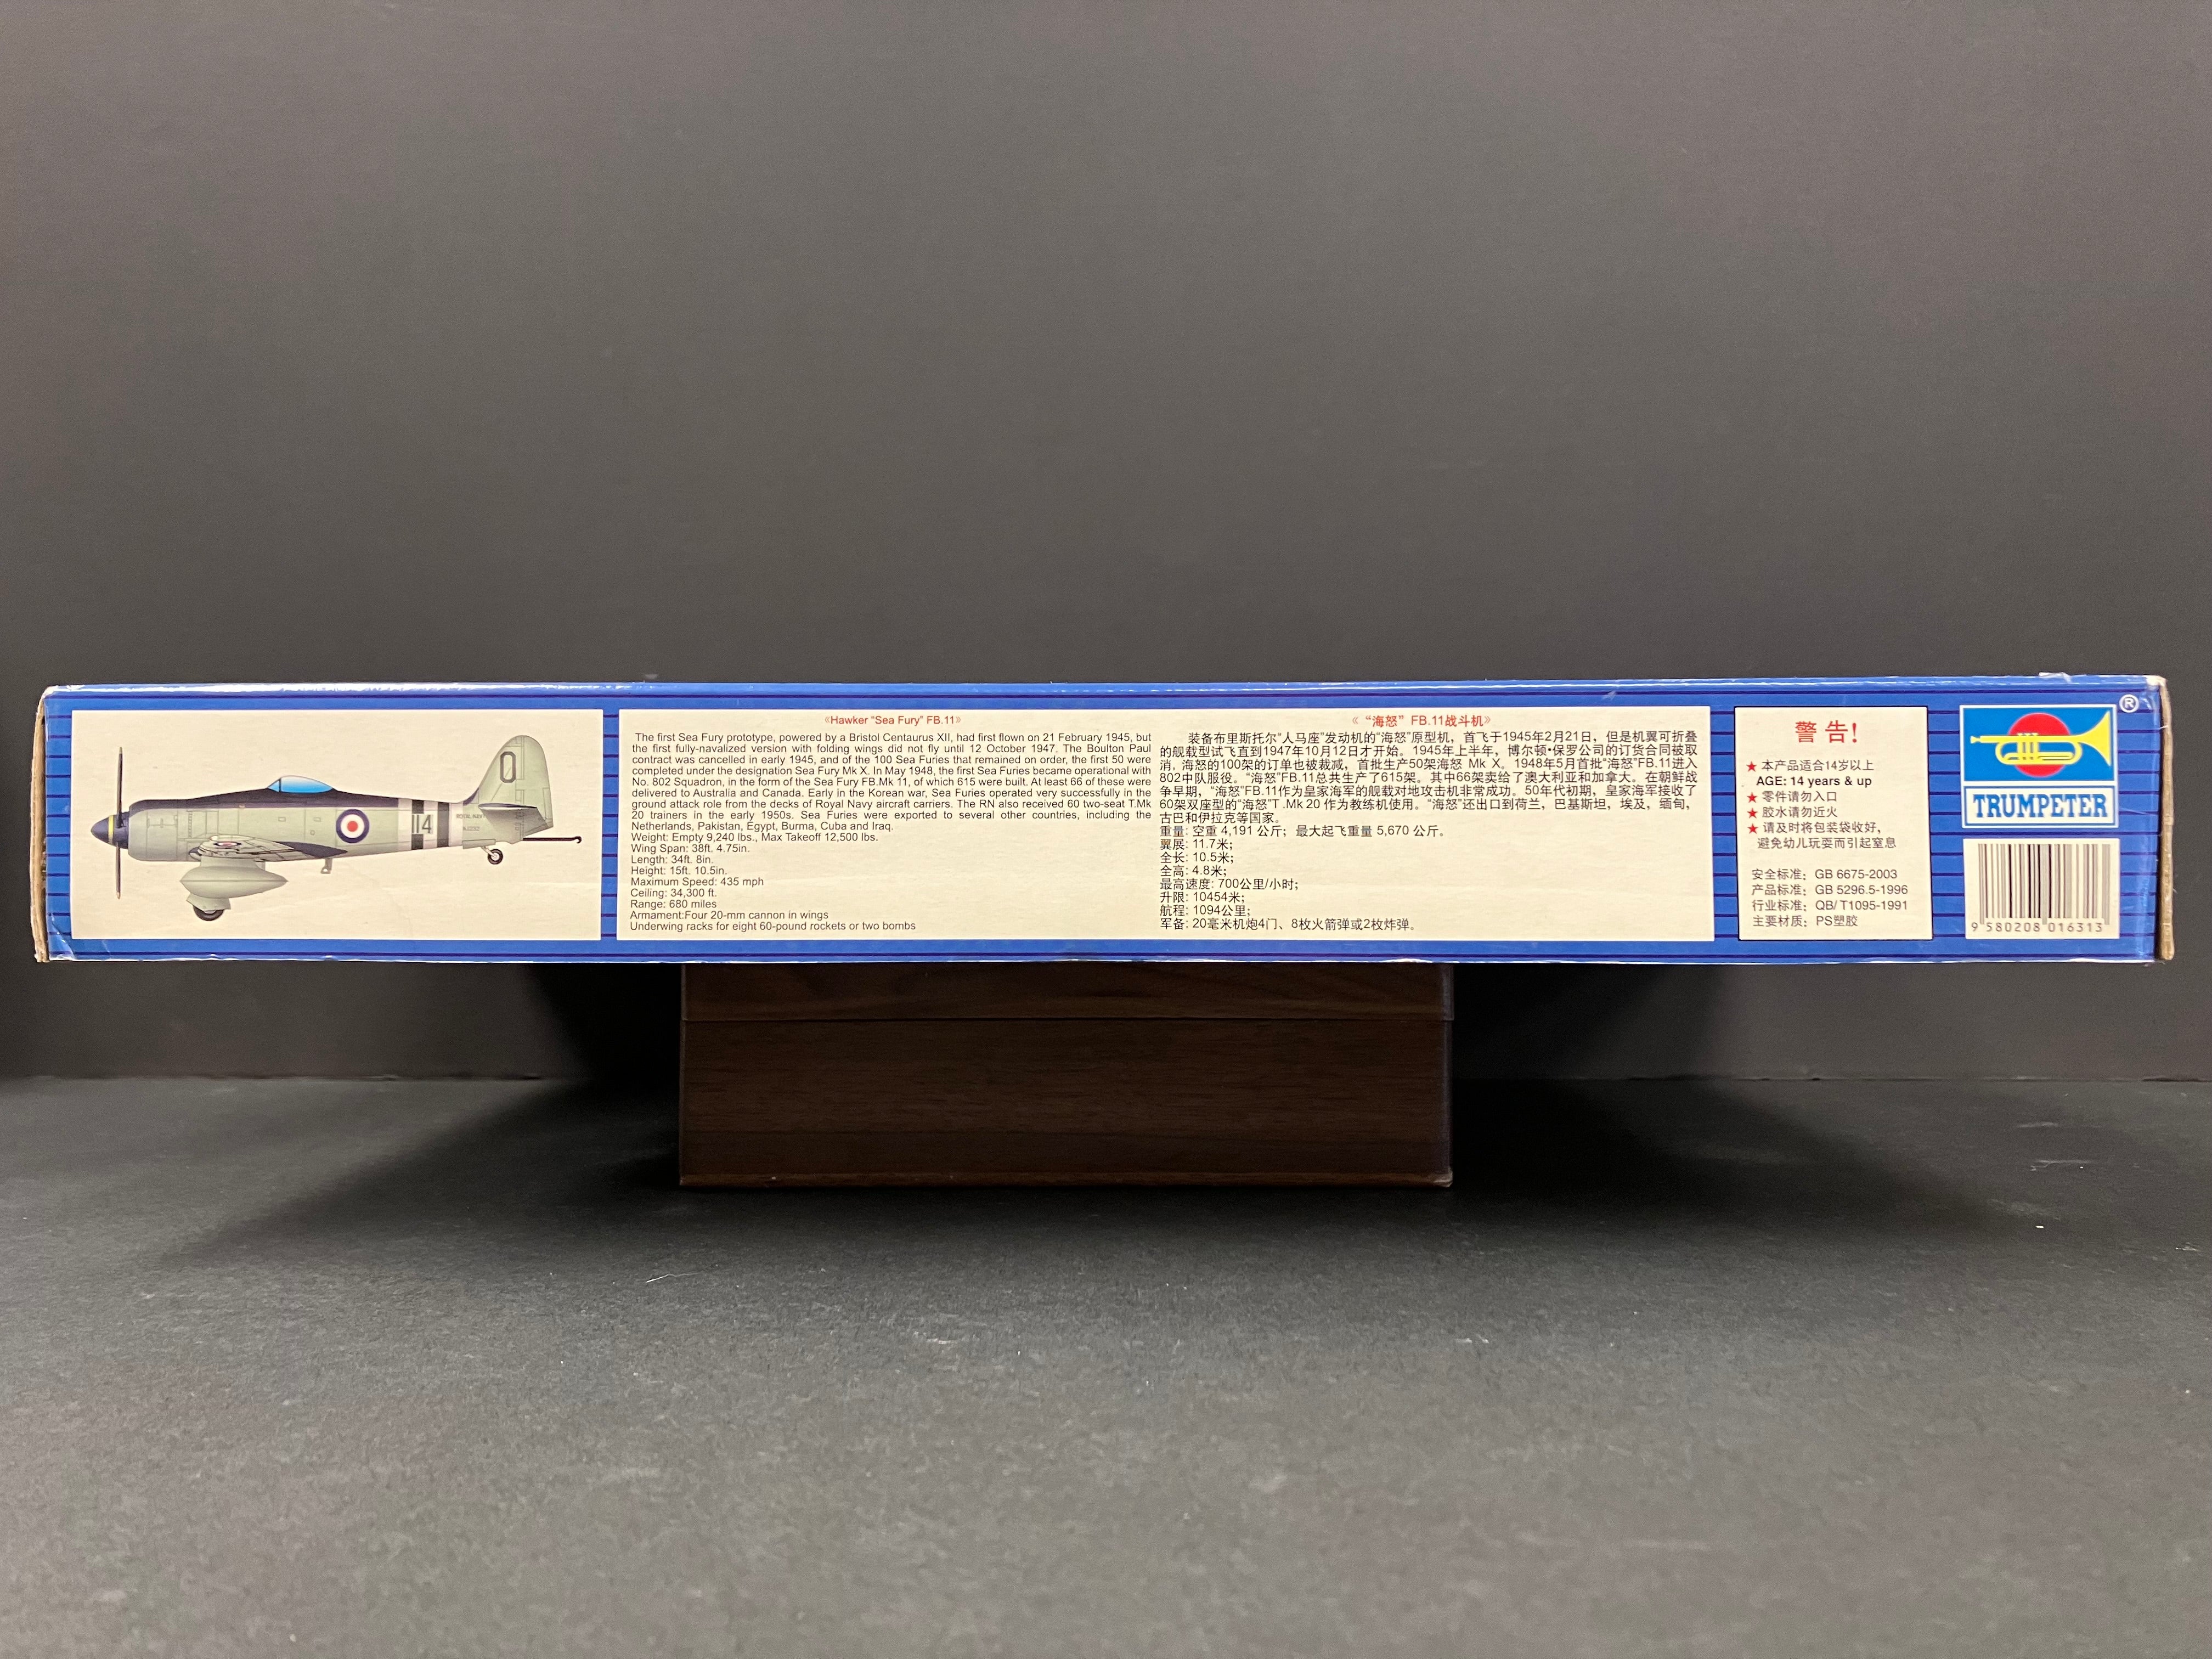 O
114
ROYAL NAVY
《Hawker "Sea Fury" FB.11》
The first Sea Fury prototype, powered by a Bristol Centaurus XII, had first flown on 21 February 1945, but
the first fully-navalized version with folding wings did not fly until 12 October 1947. The Boulton Paul
contract was cancelled in early 1945, and of the 100 Sea Furies that remained on order, the first 50 were
completed under the designation Sea Fury Mk X. In May 1948, the first Sea Furies became operational with
No. 802 Squadron, in the form of the Sea Fury FB.Mk 11, of which 615 were built. At least 66 of these were
delivered to Australia and Canada. Early in the Korean war, Sea Furies operated very successfully in the
ground attack role from the decks of Royal Navy aircraft carriers. The RN also received 60 two-seat T.Mk
20 trainers in the early 1950s. Sea Furies were exported to several other countries, including the
Netherlands, Pakistan, Egypt, Burma, Cuba and Iraq.
Weight: Empty 9,240 lbs., Max Takeoff 12,500 lbs.
Wing Span: 38ft. 4.75in.
Length: 34ft. 8in.
Height: 15ft. 10.5in.
Maximum Speed: 435 mph
Ceiling: 34,300 ft.
Range: 680 miles
Armament:Four 20-mm cannon in wings
Underwing racks for eight 60-pound rockets or two bombs
《 “海怒” FB.11战斗机》
装备布里斯托尔“人马座”发动机的“海怒”原型机，首飞于1945年2月21日，但是机翼可折叠
的舰载型试飞直到1947年10月12日才开始。1945年上半年，博尔顿•保罗公司的订货合同被取
消, 海怒的100架的订单也被裁减，首批生产50架海怒 Mk X。1948年5月首批“海怒”FB.11进入
802中队服役。“海怒”FB.11总共生产了615架。其中66架卖给了澳大利亚和加拿大。在朝鲜战
争早期，“海怒”FB.11作为皇家海军的舰载对地攻击机非常成功。50年代初期，皇家海军接收了
60架双座型的“海怒”T .Mk 20 作为教练机使用。“海怒”还出口到荷兰，巴基斯坦，埃及，缅甸，
古巴和伊拉克等国家。
重量: 空重 4,191 公斤；最大起飞重量 5,670 公斤。
翼展: 11.7米;
全长: 10.5米;
全高: 4.8米;
最高速度: 700公里/小时;
升限: 10454米;
航程: 1094公里;
军备: 20毫米机炮4门、8枚火箭弹或2枚炸弹。
警告!
★ 本产品适合14岁以上
AGE: 14 years & up
★ 零件请勿入口
★ 胶水请勿近火
★ 请及时将包装袋收好,
避免幼儿玩耍而引起窒息
安全标准: GB 6675-2003
产品标准: GB 5296.5-1996
行业标准: QB/ T1095-1991
主要材质: PS塑胶
®
TRUMPETER
9 580208 016313